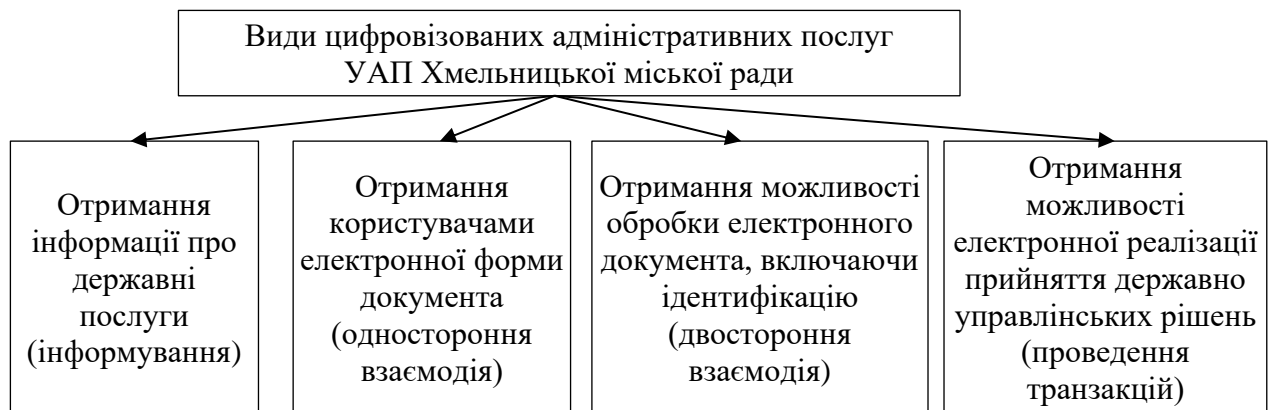 Види цифровізованих адміністративних послуг
УАП Хмельницької міської ради
Отримання
інформації про
державні
послуги
(інформування)
Отримання
користувачами
електронної форми
документа
(одностороння
взаємодія)
Отримання можливості
обробки електронного
документа, включаючи
ідентифікацію
(двостороння
взаємодія)
Отримання
можливості
електронної реалізації
прийняття державно
управлінських рішень
(проведення
транзакцій)